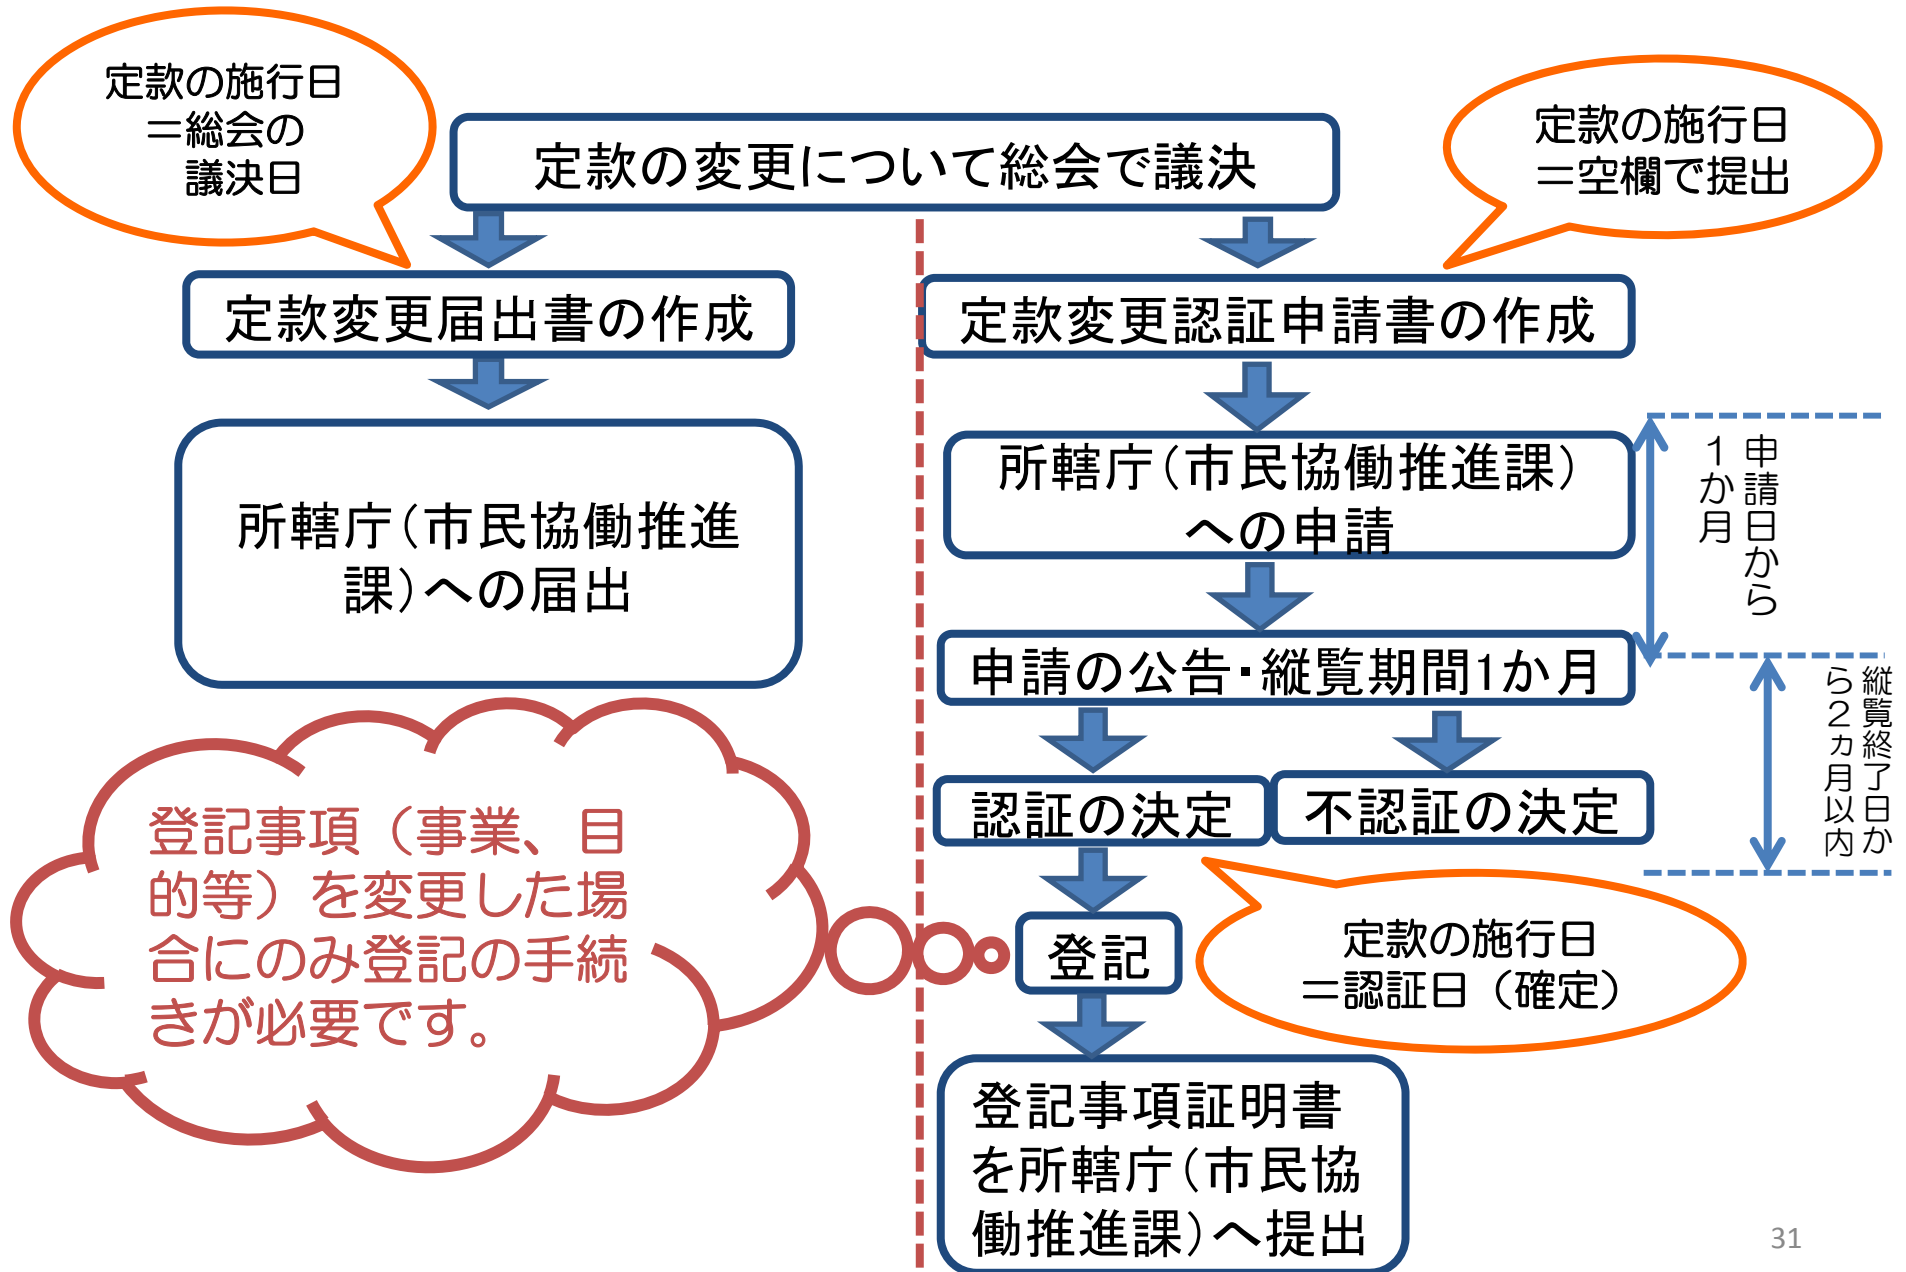 定款の施行日
＝総会の
議決日
定款の変更について総会で議決
定款の施行日
＝空欄で提出
定款変更届出書の作成
所轄庁(市民協働推進
課)への届出
定款変更認証申請書の作成
所轄庁(市民協働推進課)
への申請
申請日から
１か月
申請の公告・縦覧期間1か月
縦覧終了日か
ら２ヵ月以内
認証の決定
不認証の決定
登記事項（事業、目
的等）を変更した場
合にのみ登記の手続
きが必要です。
登記
定款の施行日
＝認証日（確定）
登記事項証明書
を所轄庁(市民協
働推進課)へ提出
31